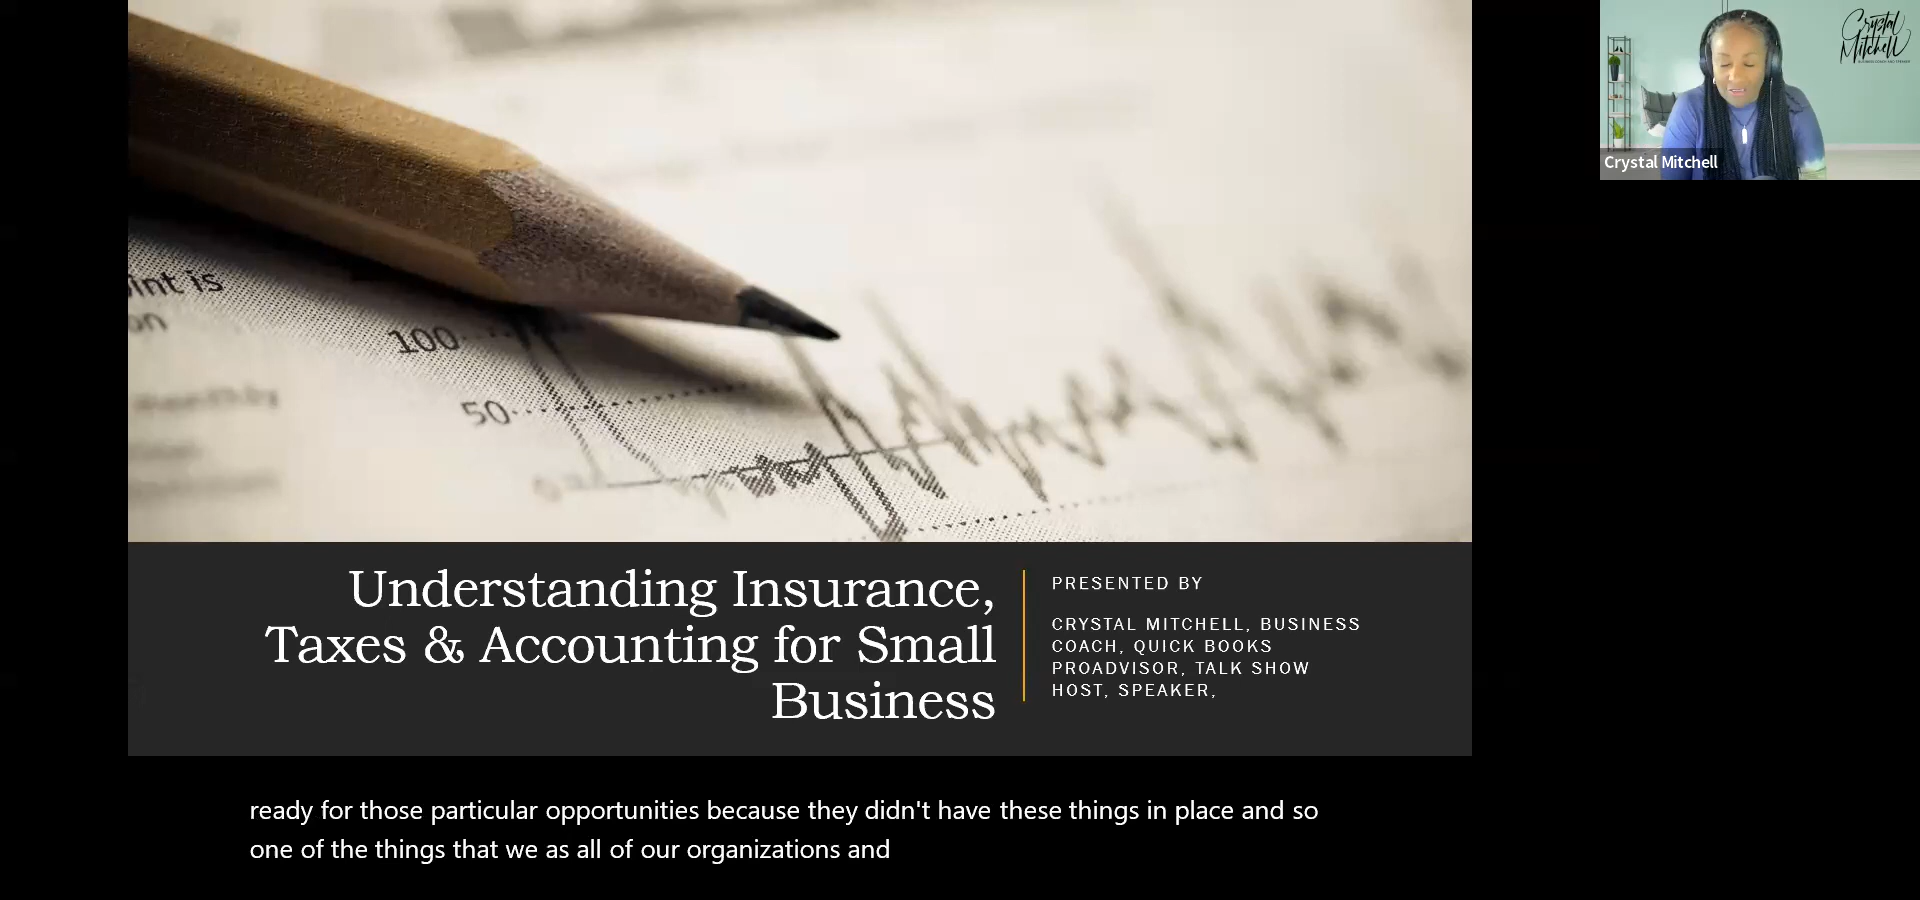 int is
on
100
50
Understanding Insurance,
Taxes & Accounting for Small
Business
PRESENTED BY
CRYSTAL MITCHELL, BUSINESS
COACH, QUICK BOOKS
PROADVISOR, TALK SHOW
HOST, SPEAKER,
Crystal
Mitchell
Crystal Mitchell
ready for those particular opportunities because they didn't have these things in place and so
one of the things that we as all of our organizations and